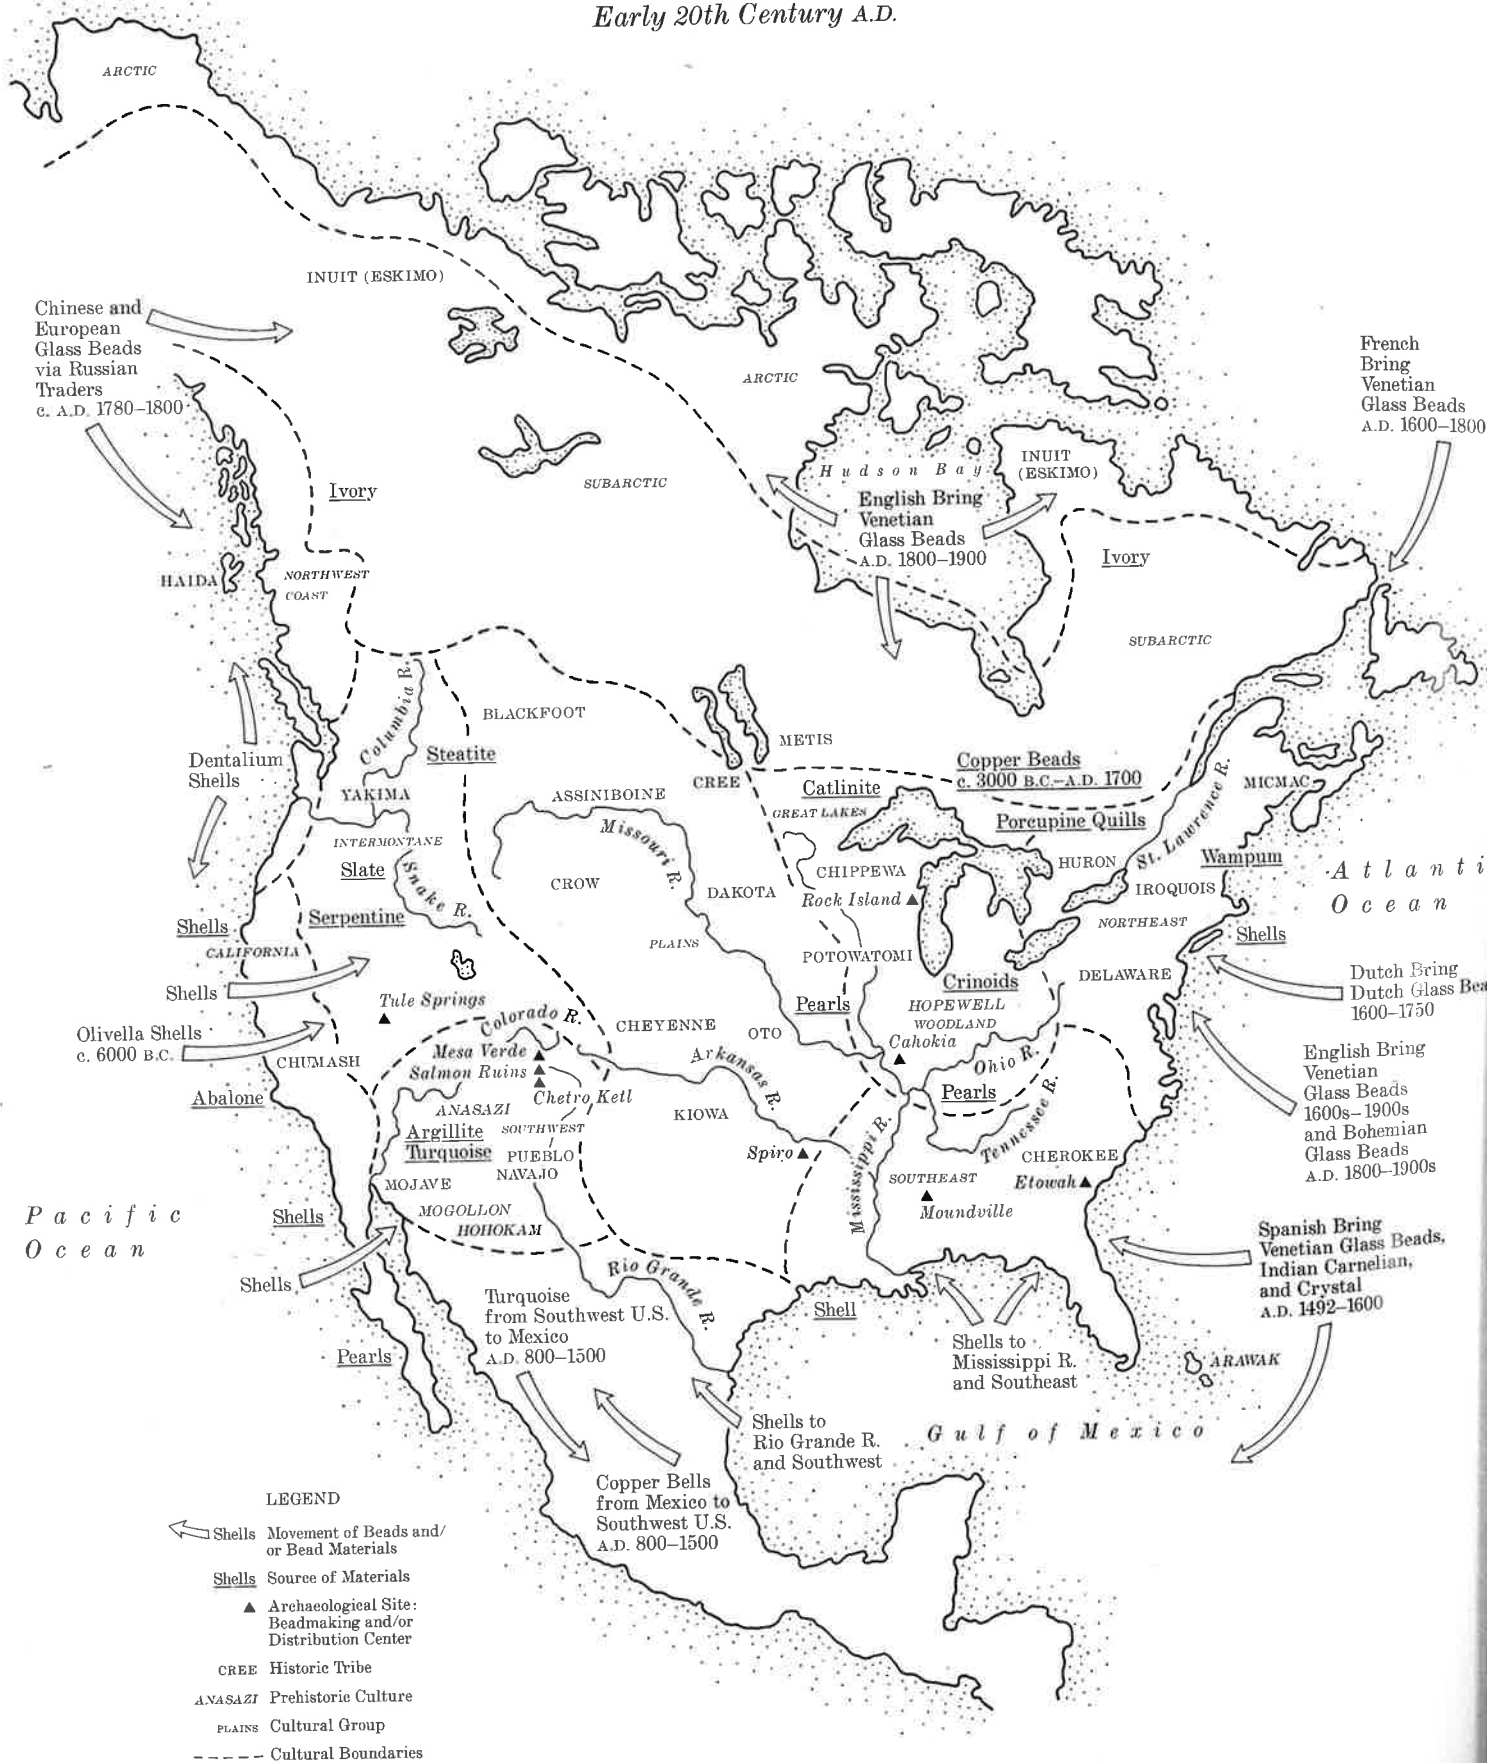 Early 20th Century A.D.
ARCTIC
INUIT (ESKIMO)
Chinese and
European
Glass Beads
via Russian
Traders
c. A.D. 1780–1800
French
Bring
Venetian
Glass Beads
A.D. 1600–1800
ARCTIC
Hudson Bay
INUIT
(ESKIMO)
SUBARCTIC
Ivory
English Bring
Venetian
Glass Beads
A.D. 1800–1900
Ivory
HAIDA
NORTHWEST
COAST
SUBARCTIC
Columbia R.
BLACKFOOT
Steatite
METIS
Dentalium
Shells
CREE
Copper Beads
c. 3000 B.C.–A.D. 1700
Catlinite
GREAT LAKES
Porcupine Quills
St. Lawrence R.
MICMAC
YAKIMA
ASSINIBOINE
Missouri R.
INTERMONTANE
Slate
Snake R.
CROW
DAKOTA
CHIPPEWA
Rock Island
HURON
Wampum
IROQUOIS
NORTHEAST
Atlanti
Ocean
Shells
Serpentine
CALIFORNIA
PLAINS
POTOWATOMI
Shells
Shells
Crinoids
DELAWARE
Dutch Bring
Dutch Glass Bea
1600–1750
Tule Springs
Colorado R.
Pearls
HOPEWELL
WOODLAND
Cahokia
Olivella Shells
c. 6000 B.C.
CHUMASH
Mesa Verde
Salmon Ruins
Chetro Ketl
CHEYENNE
OTO
Arkansas R.
Ohio R.
English Bring
Venetian
Glass Beads
1600s–1900s
and Bohemian
Glass Beads
A.D. 1800–1900s
Abalone
ANASAZI
Argillite
Turquoise
SOUTHWEST
PUEBLO
NAVAJO
KIOWA
Pearls
Tennessee R.
Spiro
Mississippi R.
CHEROKEE
SOUTHEAST
Etowah
Moundville
MOJAVE
MOGOLLON
HOHOKAM
Pacific
Ocean
Shells
Shells
Spanish Bring
Venetian Glass Beads,
Indian Carnelian,
and Crystal
A.D. 1492–1600
Rio Grande R.
Turquoise
from Southwest U.S.
to Mexico
A.D. 800–1500
Shell
Pearls
Shells to
Mississippi R.
and Southeast
ARAWAK
Shells to
Rio Grande R.
and Southwest
Gulf of Mexico
Copper Bells
from Mexico to
Southwest U.S.
A.D. 800–1500
LEGEND
Shells Movement of Beads and/
or Bead Materials
Shells Source of Materials
Archaeological Site:
Beadmaking and/or
Distribution Center
CREE Historic Tribe
ANASAZI Prehistoric Culture
PLAINS Cultural Group
Cultural Boundaries